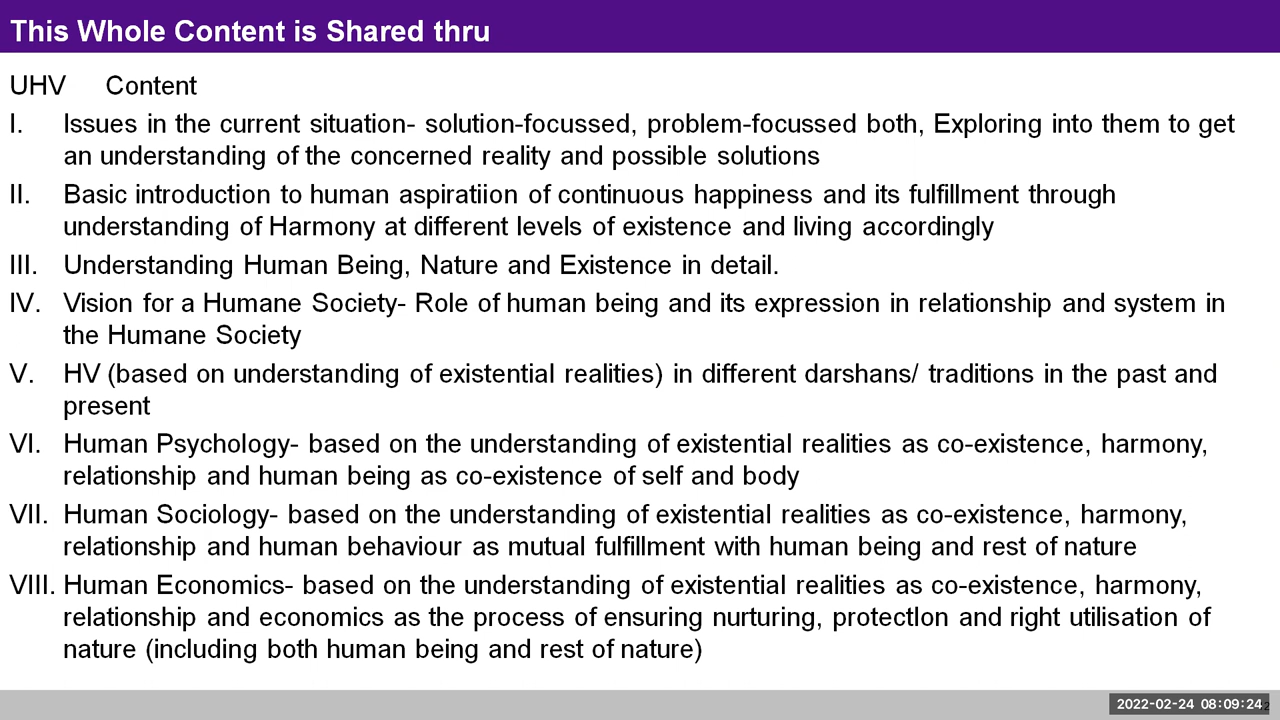 This Whole Content is Shared thru
UHV Content
I. Issues in the current situation- solution-focussed, problem-focussed both, Exploring into them to get
an understanding of the concerned reality and possible solutions
II. Basic introduction to human aspiratiion of continuous happiness and its fulfillment through
understanding of Harmony at different levels of existence and living accordingly
III. Understanding Human Being, Nature and Existence in detail.
IV. Vision for a Humane Society- Role of human being and its expression in relationship and system in
the Humane Society
V. HV (based on understanding of existential realities) in different darshans/ traditions in the past and
present
VI. Human Psychology- based on the understanding of existential realities as co-existence, harmony,
relationship and human being as co-existence of self and body
VII. Human Sociology- based on the understanding of existential realities as co-existence, harmony,
relationship and human behaviour as mutual fulfillment with human being and rest of nature
VIII. Human Economics- based on the understanding of existential realities as co-existence, harmony,
relationship and economics as the process of ensuring nurturing, protectIon and right utilisation of
nature (including both human being and rest of nature)
2022-02-24 08:09:24